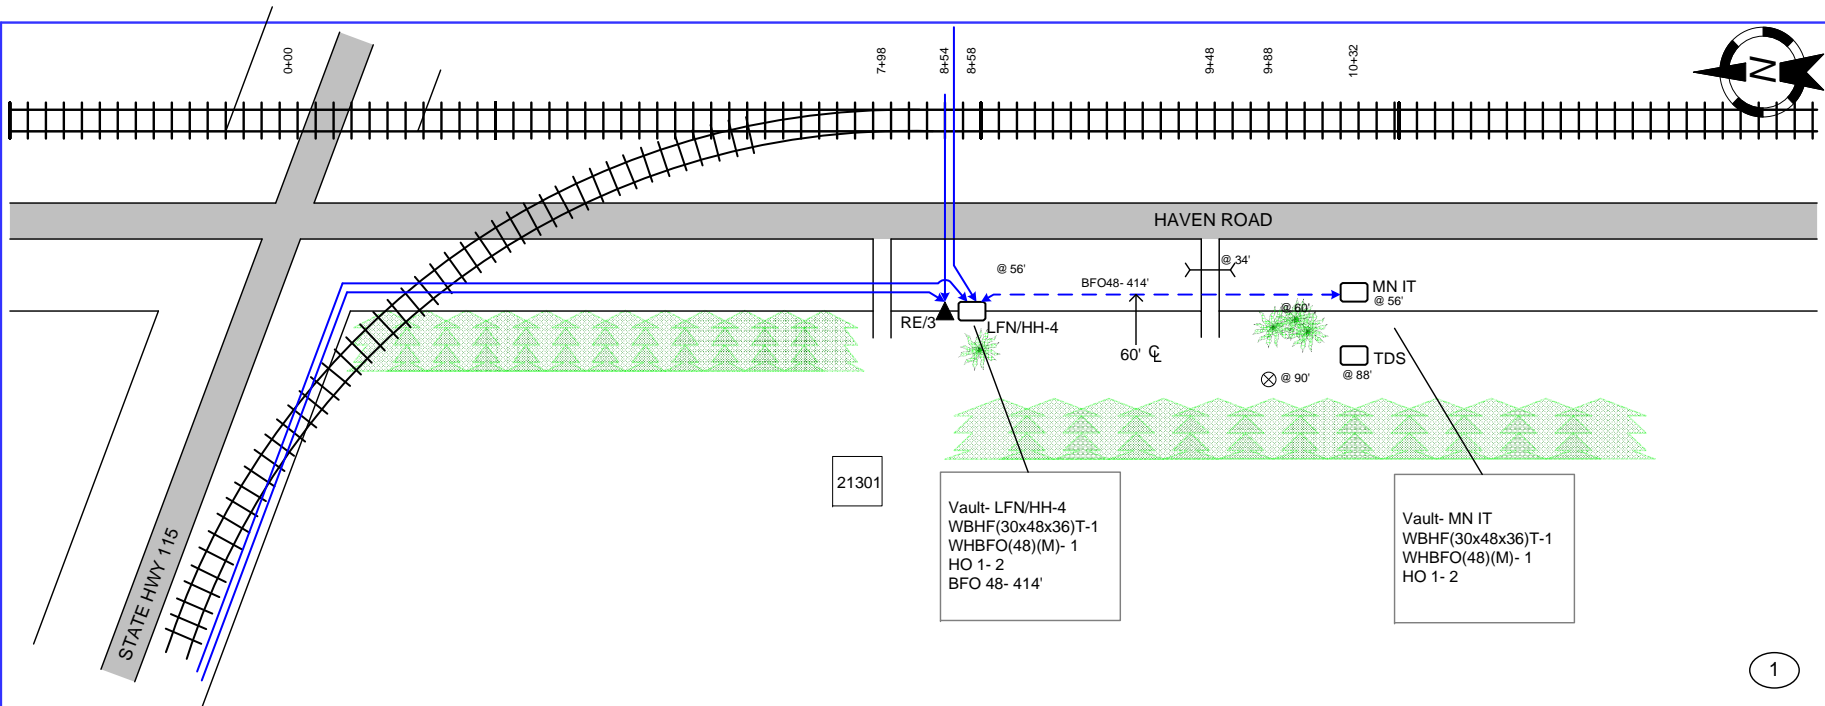 0+00
7+98
8+54
8+58
9+48
9+88
10+32
N
HAVEN ROAD
@ 56'
BFO48- 414'
@ 34'
MN IT
@ 56'
@ 60'
RE/3
LFN/HH-4
60' ℄
TDS
@ 88'
@ 90'
21301
Vault- LFN/HH-4
WBHF(30x48x36)T-1
WHBFO(48)(M)- 1
HO 1- 2
BFO 48- 414'
Vault- MN IT
WBHF(30x48x36)T-1
WHBFO(48)(M)- 1
HO 1- 2
STATE HWY 115
1